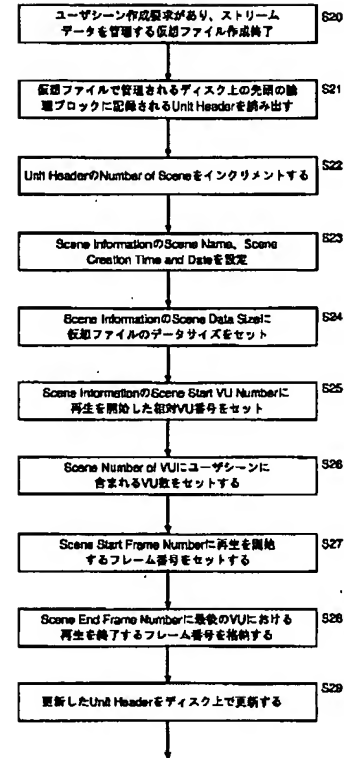 ユーザシーン作成要求があり、ストリーム
データを管理する仮想ファイル作成終了
S20
仮想ファイルで管理されるディスク上の先頭の論
理ブロックに記録されるUnit Headerを読み出す
S21
Unit HeaderのNumber of Sceneをインクリメントする
S22
Scene InformationのScene Name、Scene
Creation Time and Dateを設定
S23
Scene InformationのScene Data Sizeに
仮想ファイルのデータサイズをセット
S24
Scene InformationのScene Start VU Numberに
再生を開始した相対VU番号をセット
S25
Scene Number of VUにユーザシーンに
含まれるVU数をセットする
S26
Scene Start Frame Numberに再生を開始
するフレーム番号をセットする
S27
Scene End Frame Numberに最後のVUにおける
再生を終了するフレーム番号を格納する
S28
更新したUnit Headerをディスク上で更新する
S29